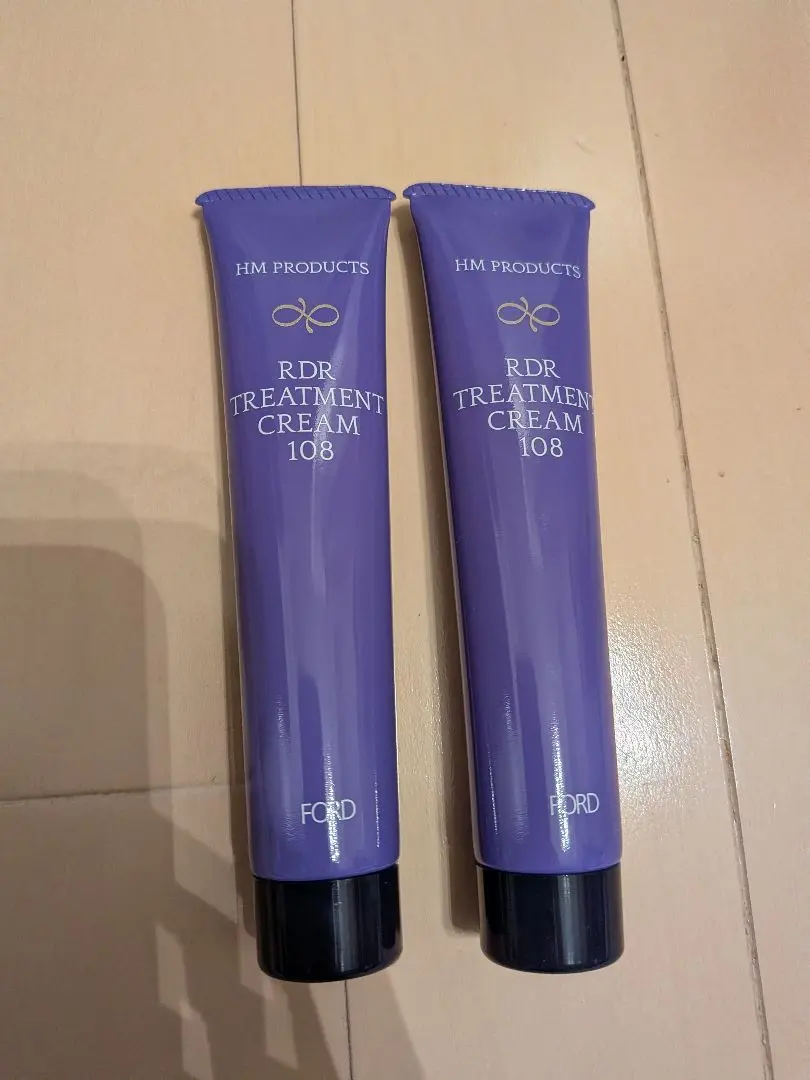 HM PRODUCTS
RDR
TREATMENT
CREAM
108
FORD
HM PRODUCTS
RDR
TREATMENT
CREAM
108
FORD